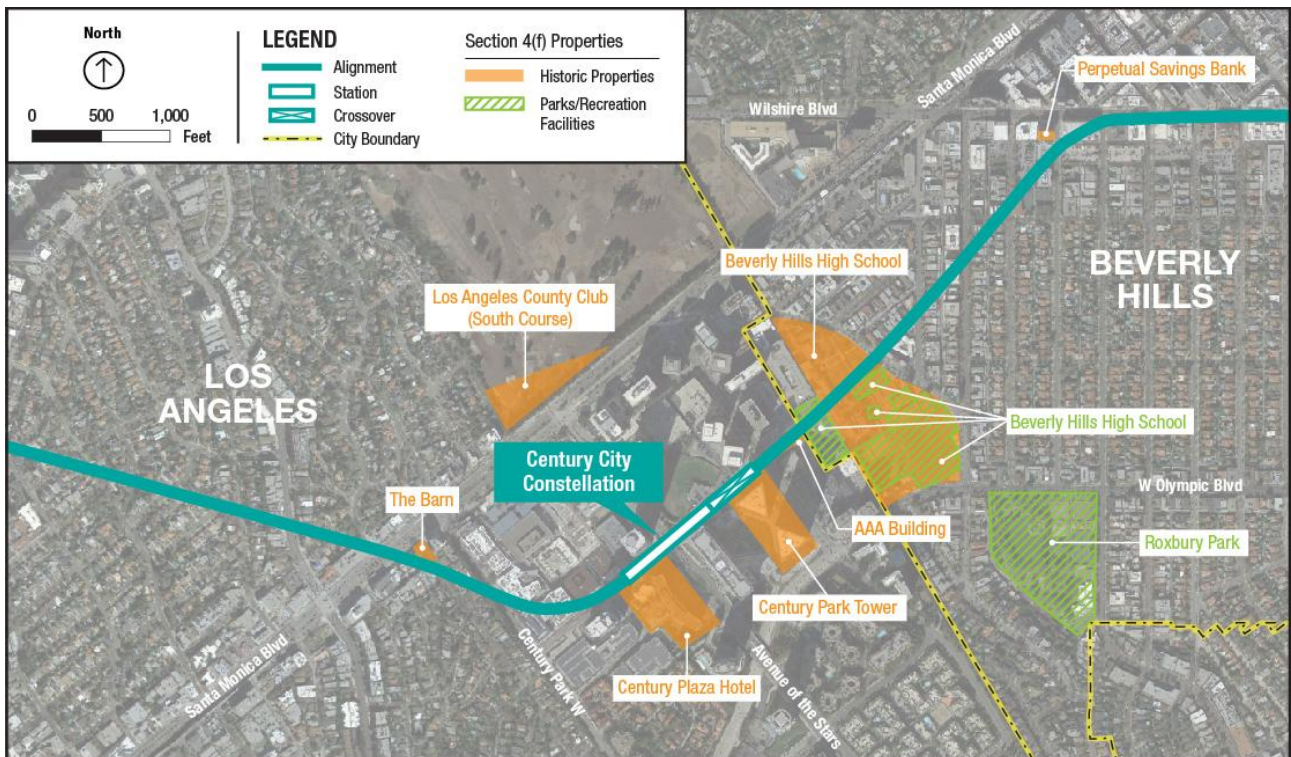 North
0 500 1,000
Feet
LEGEND
Alignment
Station
Crossover
City Boundary
Section 4(f) Properties
Historic Properties
Parks/Recreation
Facilities
Santa Monica Blvd
Perpetual Savings Bank
Wilshire Blvd
Beverly Hills High School
BEVERLY
HILLS
Los Angeles County Club
(South Course)
LOS
ANGELES
Beverly Hills High School
Century City
Constellation
W Olympic Blvd
The Barn
AAA Building
Roxbury Park
Century Park Tower
Santa Monica Blvd
Century Park W
Avenue of the Stars
Century Plaza Hotel